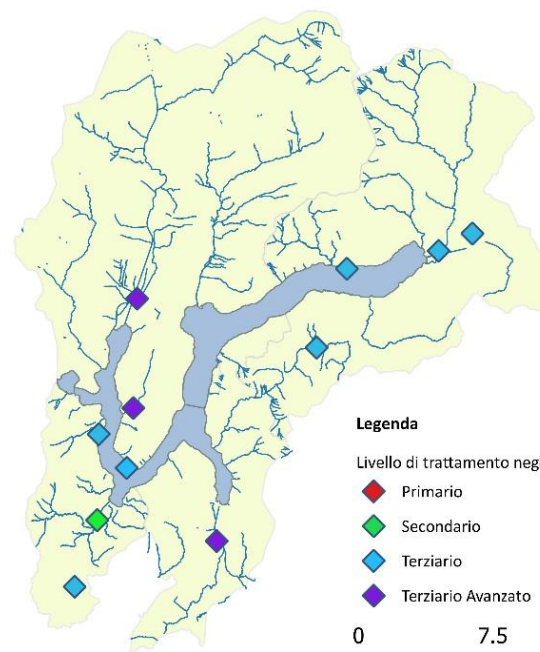 Legenda
Livello di trattamento neg
Primario
Secondario
Terziario
Terziario Avanzato
0 7.5